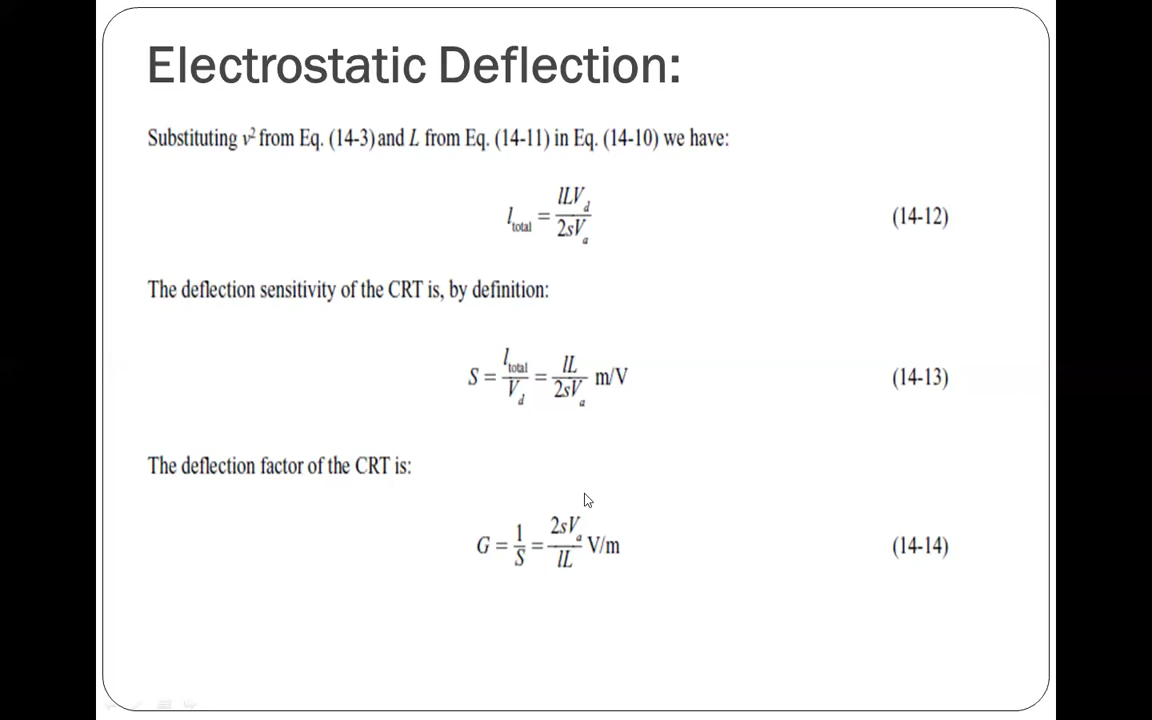 Electrostatic Deflection:
Substituting v² from Eq. (14-3) and L from Eq. (14-11) in Eq. (14-10) we have:
l_total = lLV_d / 2sV_a (14-12)
The deflection sensitivity of the CRT is, by definition:
S = l_total / V_d = lL / 2sV_a m/V (14-13)
The deflection factor of the CRT is:
G = 1 / S = 2sV_a / lL V/m (14-14)